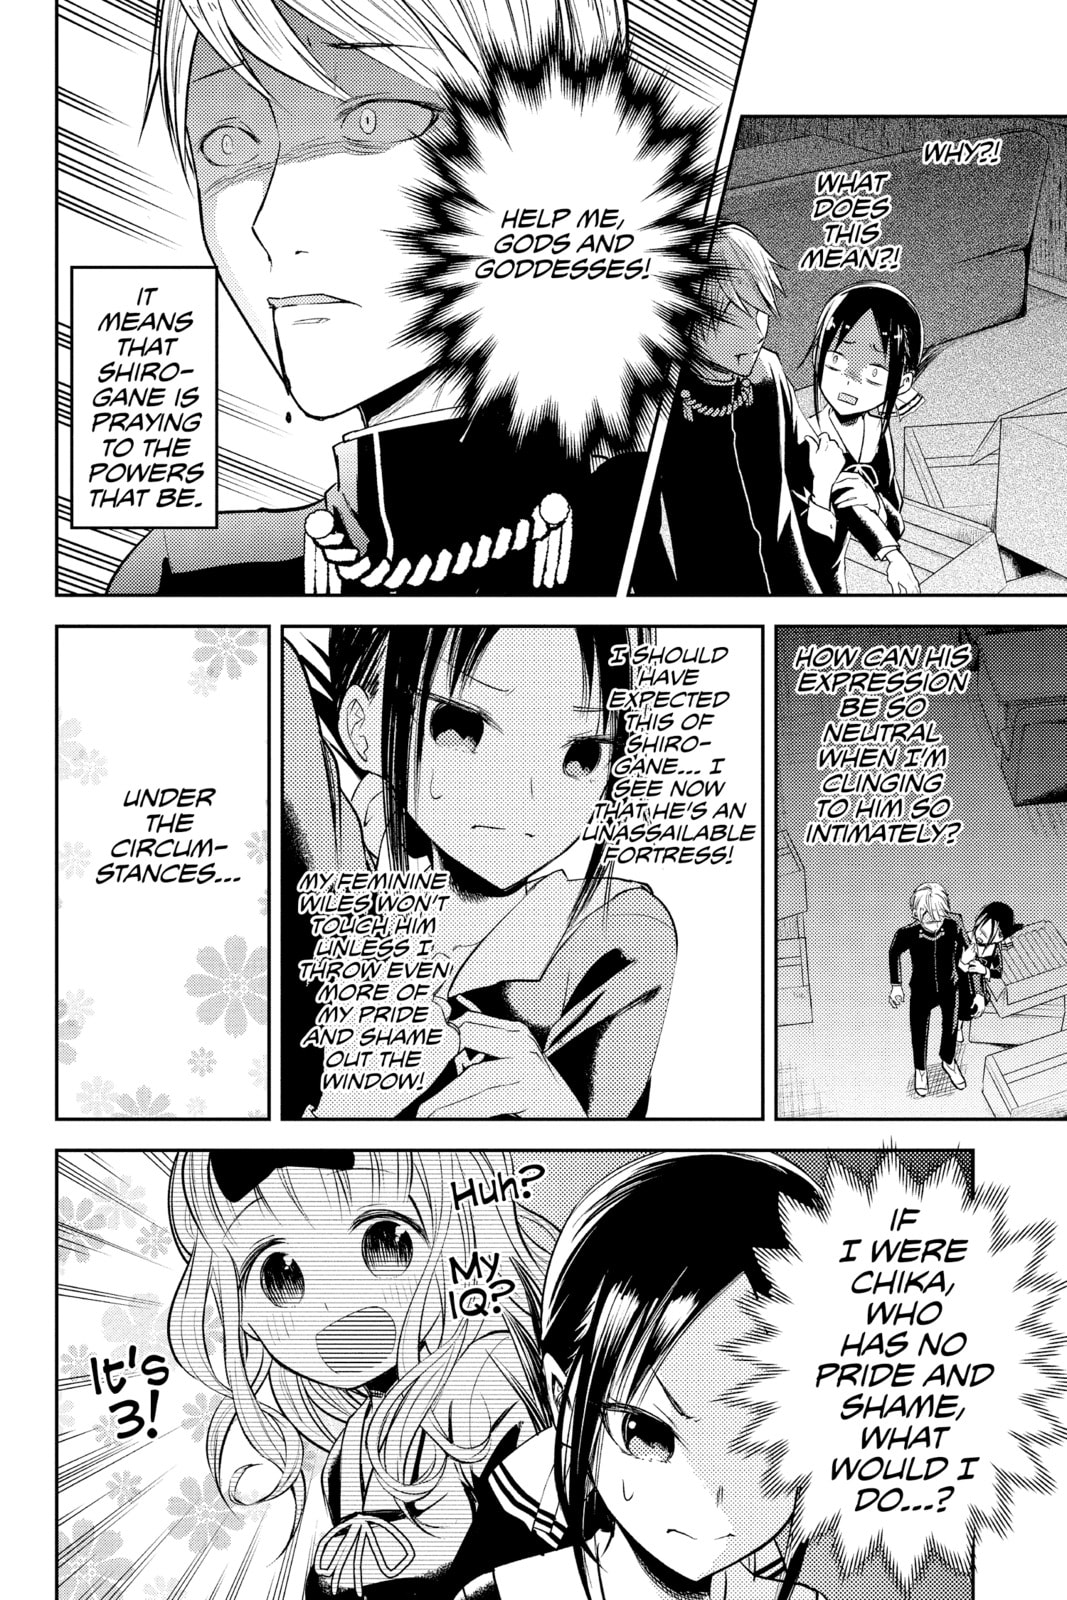 WHY?!
WHAT
DOES
THIS
MEAN?!
HELP ME,
GODS AND
GODDESSES!
IT
MEANS
THAT
SHIRO-
GANE IS
PRAYING
TO THE
POWERS
THAT BE.
HOW CAN HIS
EXPRESSION
BE SO
NEUTRAL
WHEN I'M
CLINGING
TO HIM SO
INTIMATELY?
I SHOULD
HAVE
EXPECTED
THIS OF
SHIRO-
GANE... I
SEE NOW
THAT HE'S AN
UNASSAILABLE
FORTRESS!
MY FEMININE
WILES WON'T
TOUCH HIM
UNLESS I
THROW EVEN
MORE OF
MY PRIDE
AND SHAME
OUT THE
WINDOW!
UNDER
THE
CIRCUM-
STANCES...
IF
I WERE
CHIKA,
WHO
HAS NO
PRIDE AND
SHAME,
WHAT
WOULD I
DO...?
Huh?
My
IQ?
It's
3!